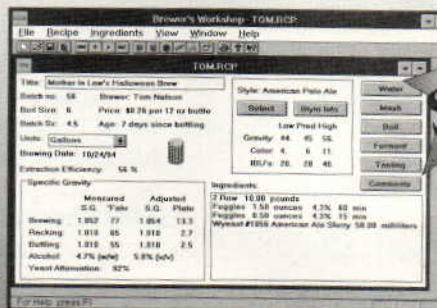 Brewer's Workshop - TOM.RCP
File Recipe Ingredients View Window Help
TOM.RCP
Title: Mother In Law's Halloween Brew
Batch no: 56 Brewer: Tom Nelson
Boil Size: 6. Price: $0.26 per 12 oz bottle
Batch Sz: 4.5 Age: 7 days since bottling
Units: Gallons
Brewing Date: 10/24/94
Extraction Efficiency: 56 %
Specific Gravity
Measured Adjusted
S.G. °Fahr S.G. Plato
Brewing: 1.052 77 1.054 13.3
Racking: 1.010 65 1.010 2.7
Bottling: 1.010 55 1.010 2.5
Alcohol: 4.7% (w/w) 5.8% (v/v)
Yeast Attenuation: 82%
Style: American Pale Ale
Select Style Info
Low Pred High
Gravity: 44. 45 56.
Color: 4. 6 11.
IBU's: 20. 28 40.
Water
Mash
Boil
Ferment
Tasting
Comments
Ingredients:
2 Row 10.00 pounds
Fuggles 1.50 ounces 4.3% 60 min
Fuggles 0.50 ounces 4.3% 15 min
Wyeast #1056 American Ale Slurry 50.00 milliliters
For Help, press F1